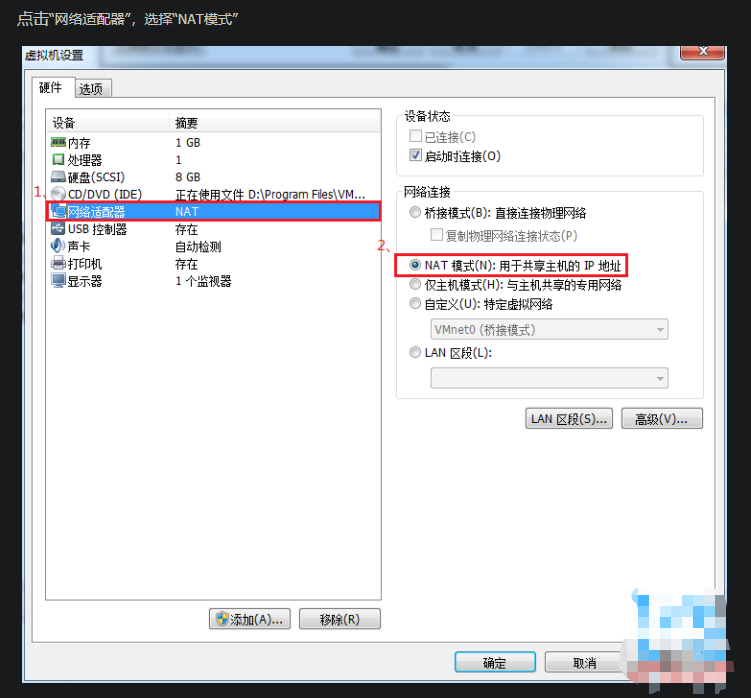 点击“网络适配器”，选择“NAT模式”
虚拟机设置
硬件 选项
设备 摘要
内存 1 GB
处理器 1
硬盘(SCSI) 8 GB
1、
CD/DVD (IDE) 正在使用文件 D:\Program Files\VM...
网络适配器 NAT
USB 控制器 存在
声卡 自动检测
打印机 存在
显示器 1 个监视器
添加(A)... 移除(R)
设备状态
已连接(C)
启动时连接(O)
网络连接
桥接模式(B): 直接连接物理网络
复制物理网络连接状态(P)
2、
NAT 模式(N): 用于共享主机的 IP 地址
仅主机模式(H): 与主机共享的专用网络
自定义(U): 特定虚拟网络
VMnet0 (桥接模式)
LAN 区段(L):
LAN 区段(S)... 高级(V)...
确定 取消